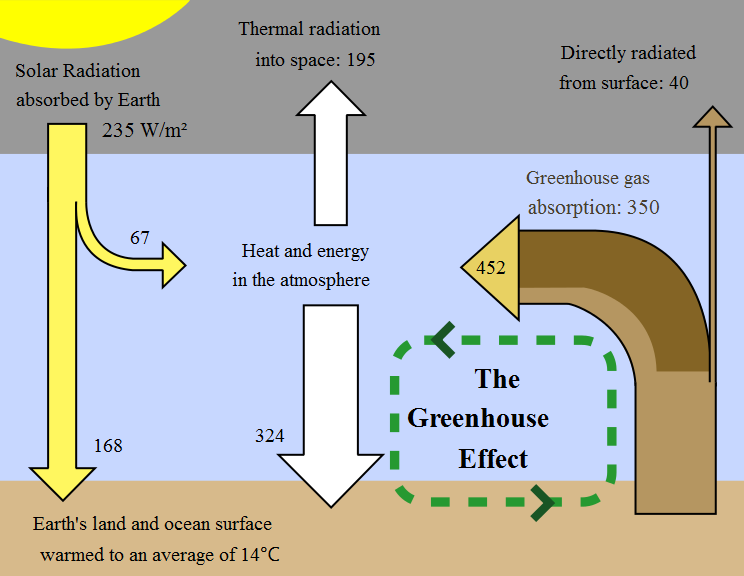 Thermal radiation
into space: 195
Directly radiated
from surface: 40
Solar Radiation
absorbed by Earth
235 W/m²
Greenhouse gas
absorption: 350
67
Heat and energy
in the atmosphere
452
The
Greenhouse
Effect
324
168
Earth's land and ocean surface
warmed to an average of 14°C